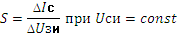 S = ΔIс / ΔUзи при Uси = const